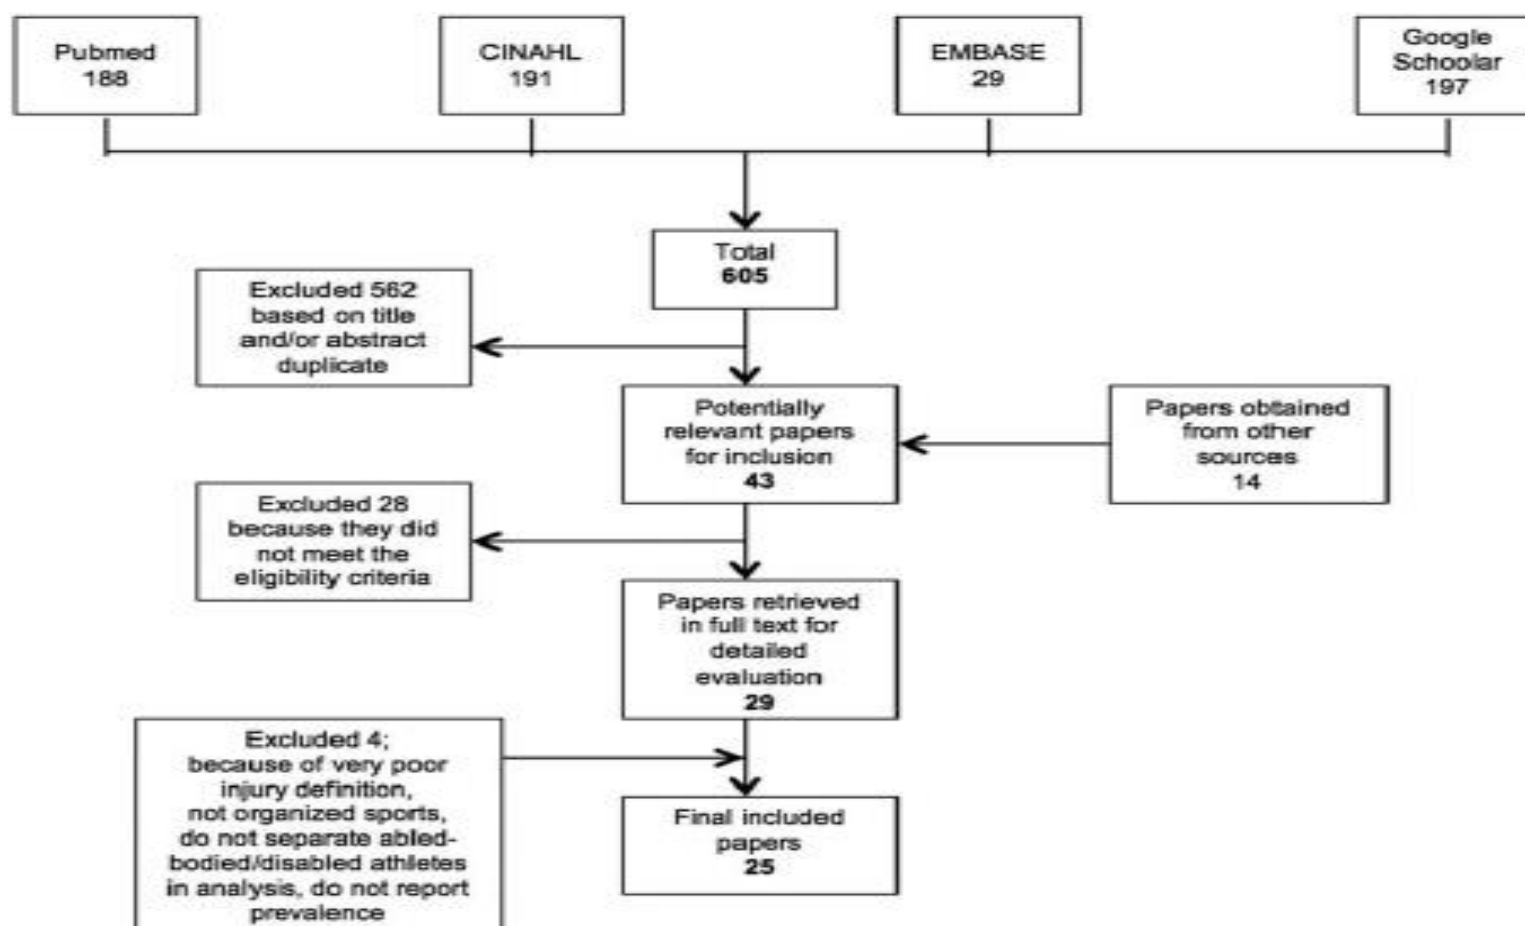 Pubmed
188
CINAHL
191
EMBASE
29
Google
Schoolar
197
Total
605
Excluded 562
based on title
and/or abstract
duplicate
Potentially
relevant papers
for inclusion
43
Papers obtained
from other
sources
14
Excluded 28
because they did
not meet the
eligibility criteria
Papers retrieved
in full text for
detailed
evaluation
29
Excluded 4;
because of very poor
injury definition,
not organized sports,
do not separate abled-
bodied/disabled athletes
in analysis, do not report
prevalence
Final included
papers
25